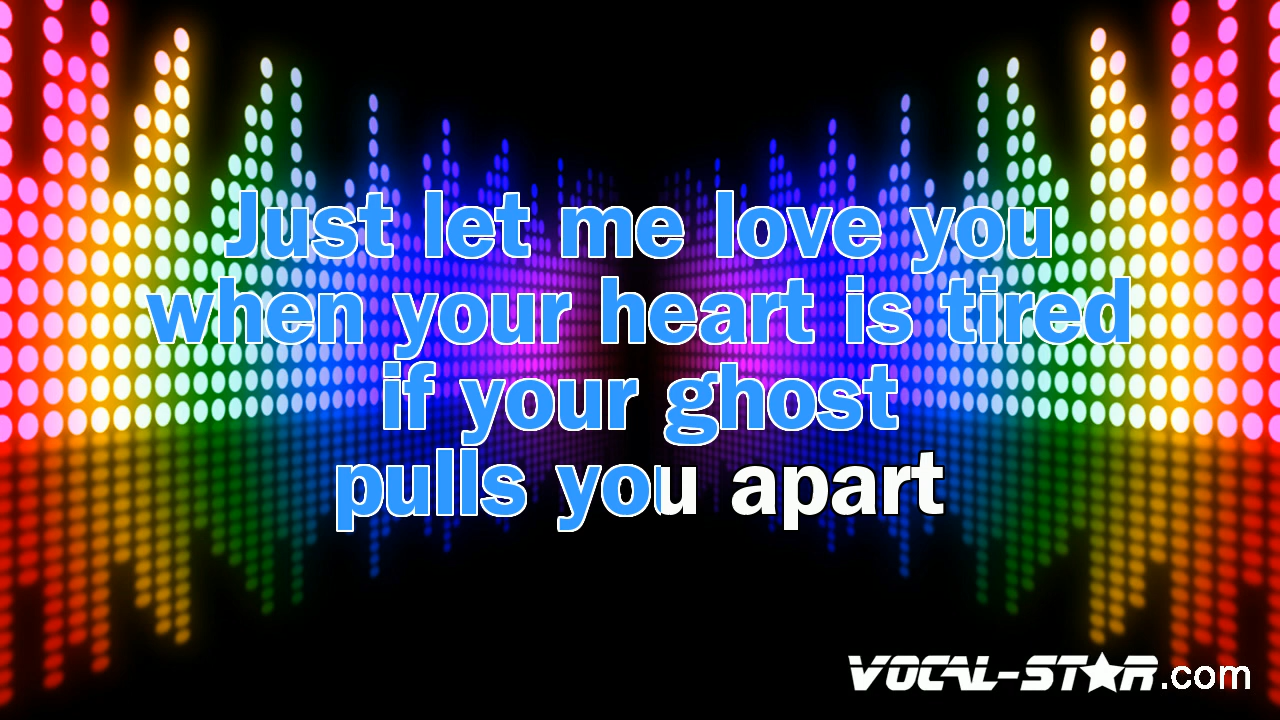 Just let me love you
when your heart is tired
if your ghost
pulls you apart
VOCAL-STAR.com